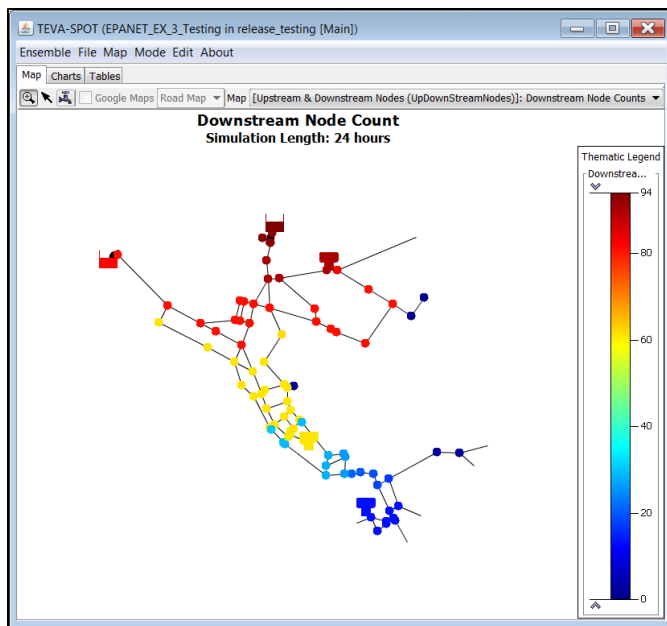 TEVA-SPOT (EPANET_EX_3_Testing in release_testing [Main])
Ensemble File Map Mode Edit About
Map Charts Tables
Google Maps Road Map Map [Upstream & Downstream Nodes (UpDownStreamNodes)]: Downstream Node Counts
Downstream Node Count
Simulation Length: 24 hours
Thematic Legend
Downstrea...
94
80
60
40
20
0